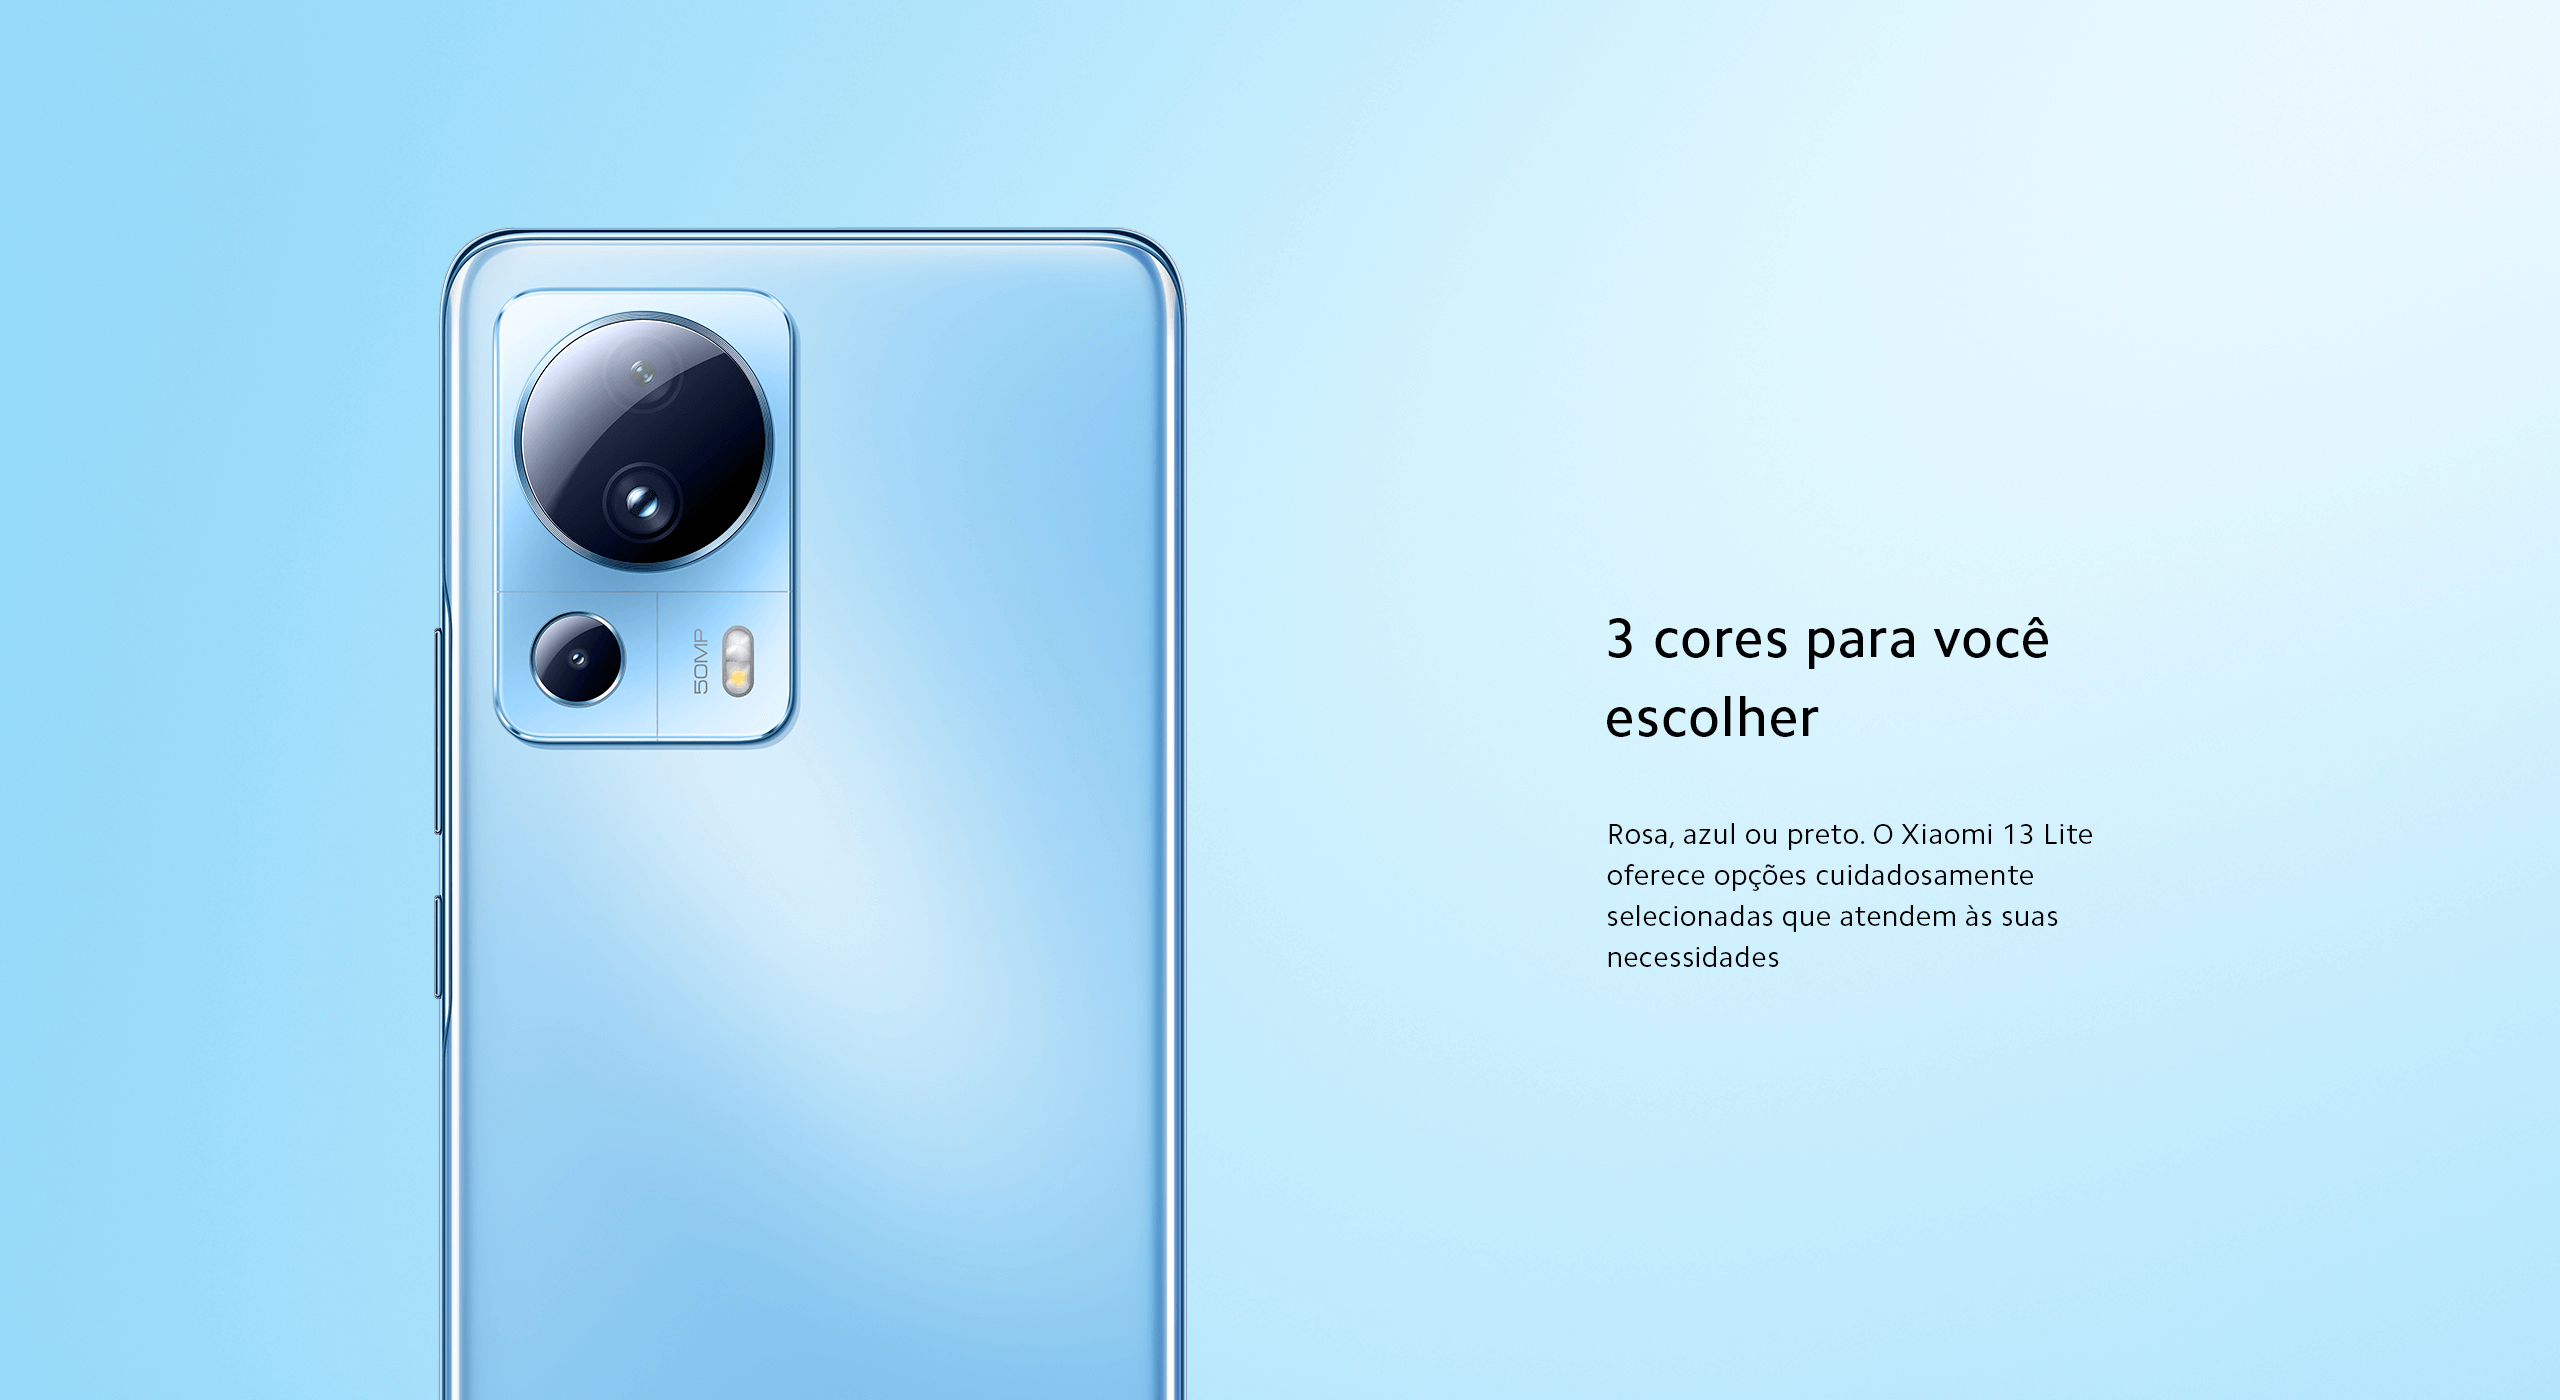 50MP
3 cores para você
escolher
Rosa, azul ou preto. O Xiaomi 13 Lite
oferece opções cuidadosamente
selecionadas que atendem às suas
necessidades